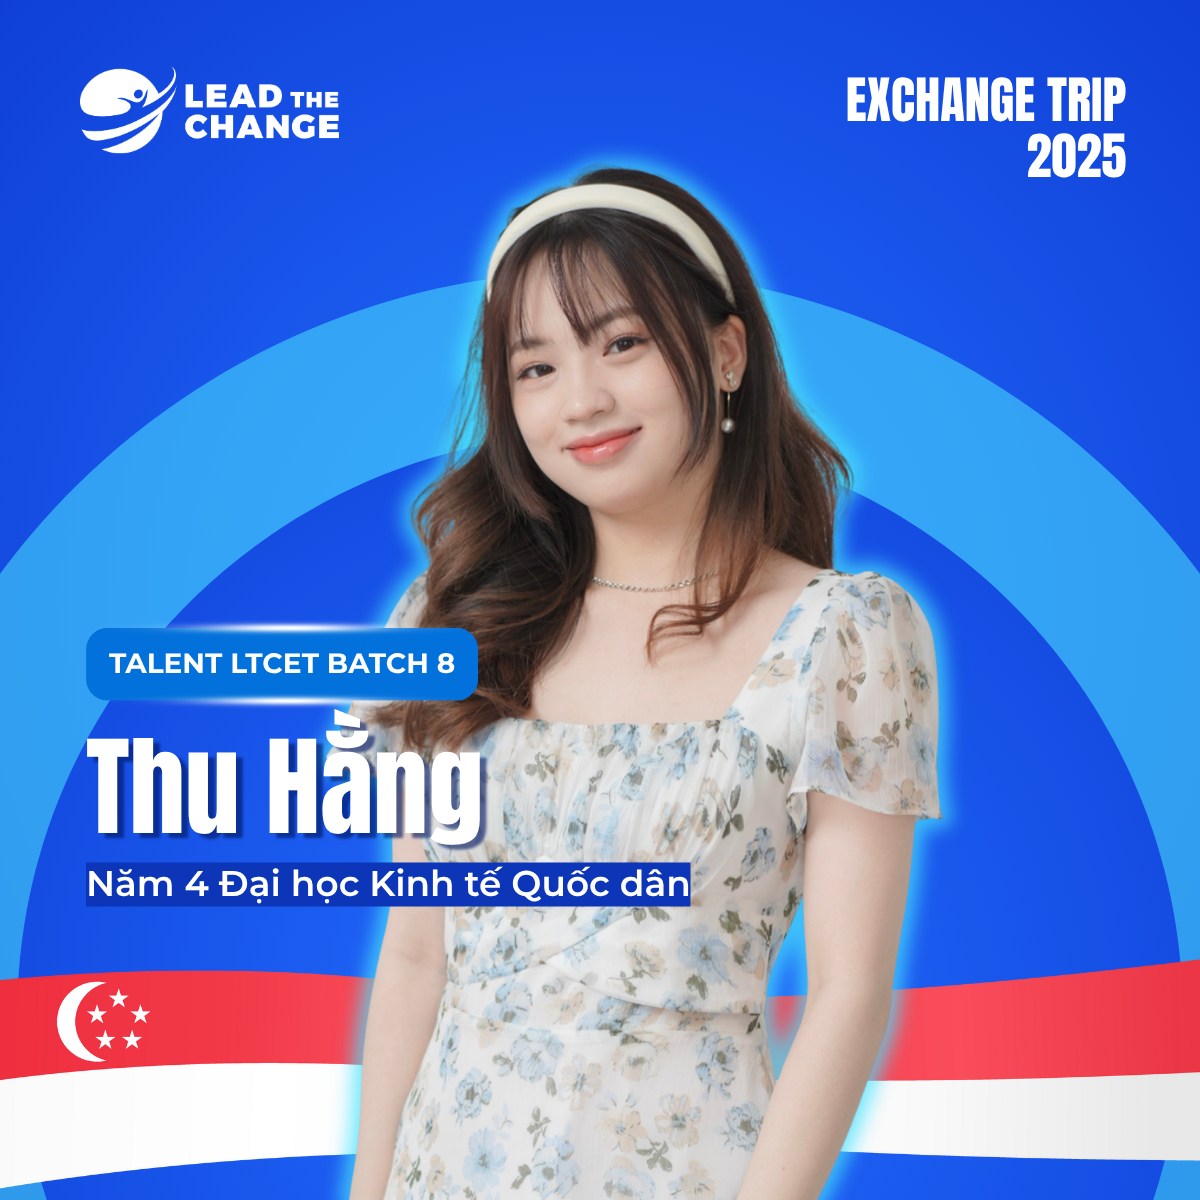 LEAD THE
CHANGE
EXCHANGE TRIP
2025
TALENT LTCET BATCH 8
Thu Hằng
Năm 4 Đại học Kinh tế Quốc dân